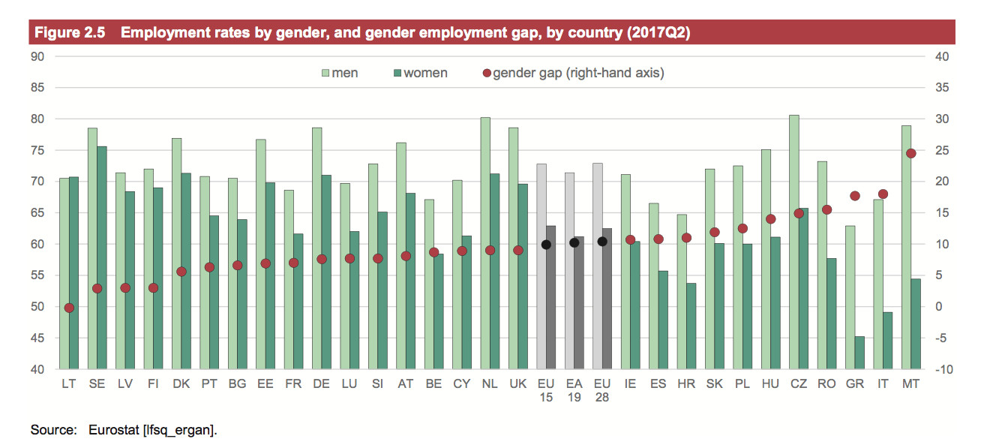 Figure 2.5 Employment rates by gender, and gender employment gap, by country (2017Q2)
90 40
men women gender gap (right-hand axis)
85 35
80 30
75 25
70 20
65 15
60 10
55 5
50 0
45 -5
40 -10
LT SE LV FI DK PT BG EE FR DE LU SI AT BE CY NL UK EU EA EU IE ES HR SK PL HU CZ RO GR IT MT
15 19 28
Source: Eurostat [lfsq_ergan].